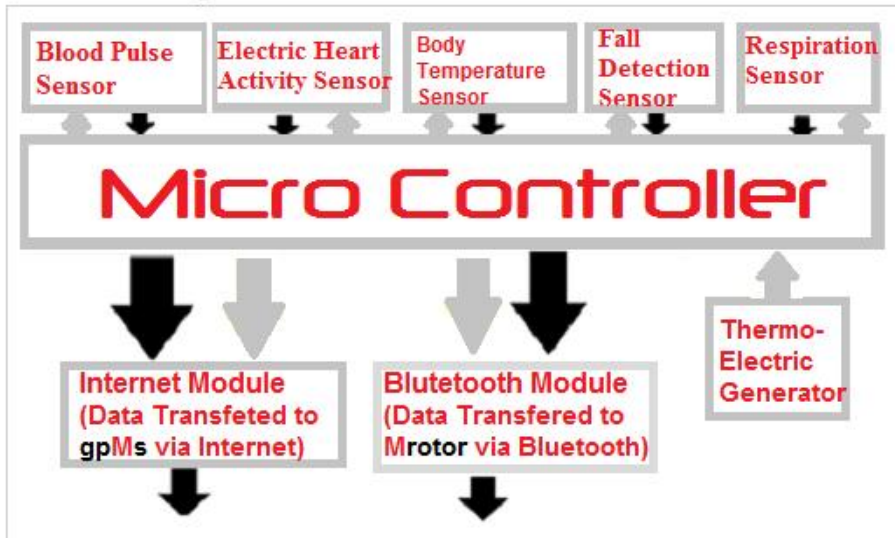 Blood Pulse
Sensor
Electric Heart
Activity Sensor
Body
Temperature
Sensor
Fall
Detection
Sensor
Respiration
Sensor
Micro Controller
Internet Module
(Data Transfeted to
gpMs via Internet)
Blutetooth Module
(Data Transfered to
Mrotor via Bluetooth)
Thermo-
Electric
Generator